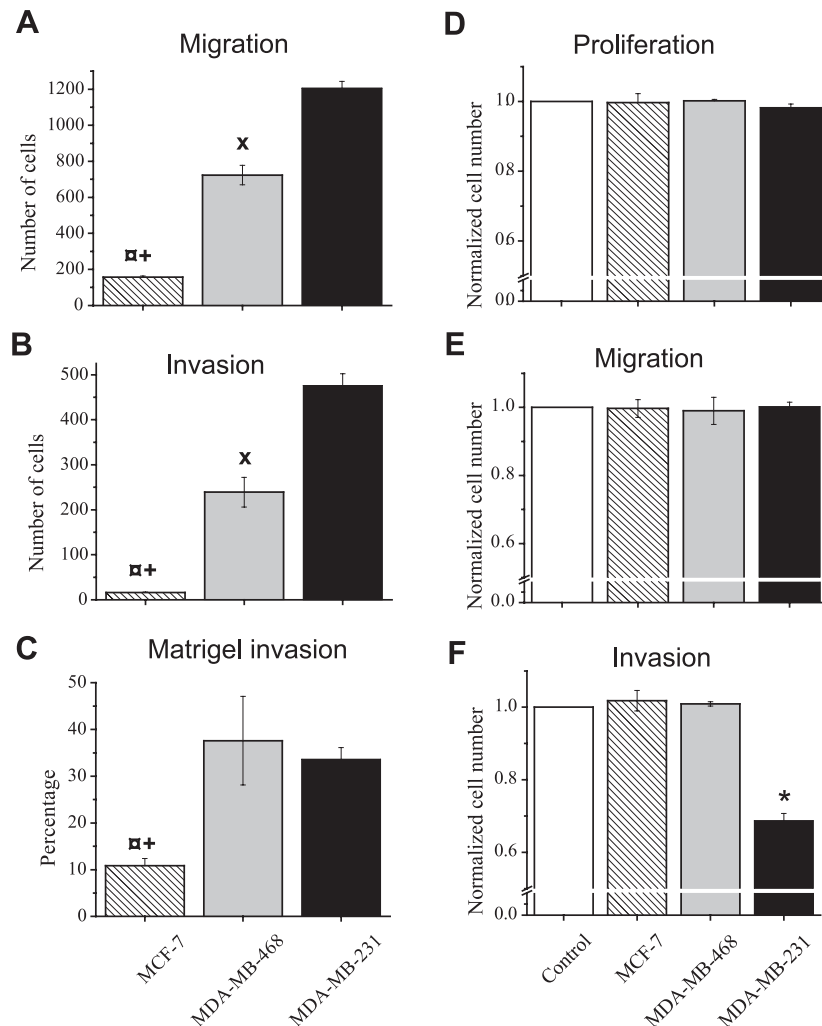 A
Migration
Number of cells
1200
1000
800
600
400
200
0
¤+
x
B
Invasion
Number of cells
500
400
300
200
100
0
¤+
x
C
Matrigel invasion
Percentage
50
40
30
20
10
0
¤+
MCF-7
MDA-MB-468
MDA-MB-231
D
Proliferation
Normalized cell number
10
08
06
00
E
Migration
Normalized cell number
1.0
0.8
0.6
0.0
F
Invasion
Normalized cell number
1.0
0.8
0.6
0.0
*
Control
MCF-7
MDA-MB-468
MDA-MB-231